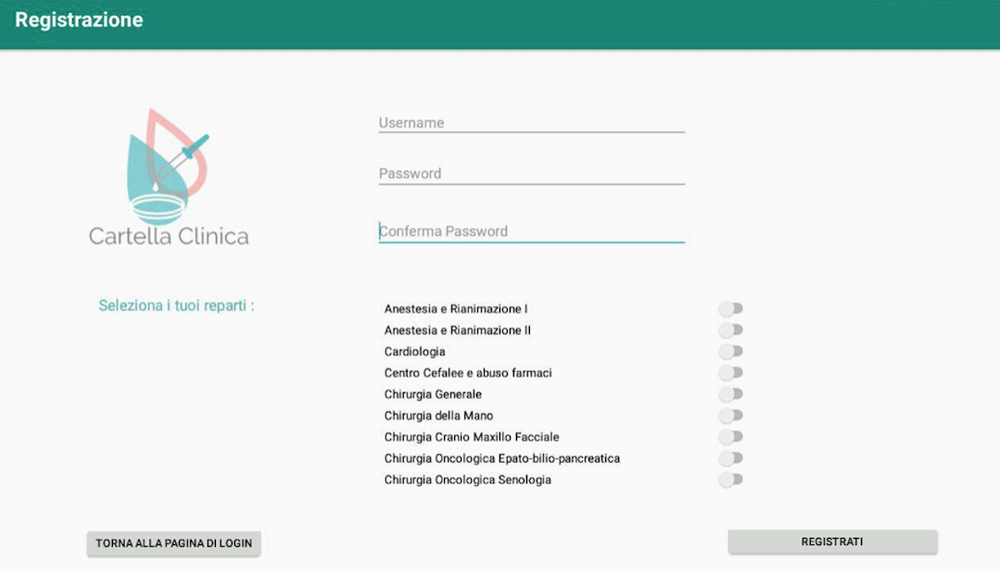 Registrazione
Username
Password
Conferma Password
Cartella Clinica
Seleziona i tuoi reparti :
Anestesia e Rianimazione I
Anestesia e Rianimazione II
Cardiologia
Centro Cefalee e abuso farmaci
Chirurgia Generale
Chirurgia della Mano
Chirurgia Cranio Maxillo Facciale
Chirurgia Oncologica Epato-bilio-pancreatica
Chirurgia Oncologica Senologia
TORNA ALLA PAGINA DI LOGIN
REGISTRATI